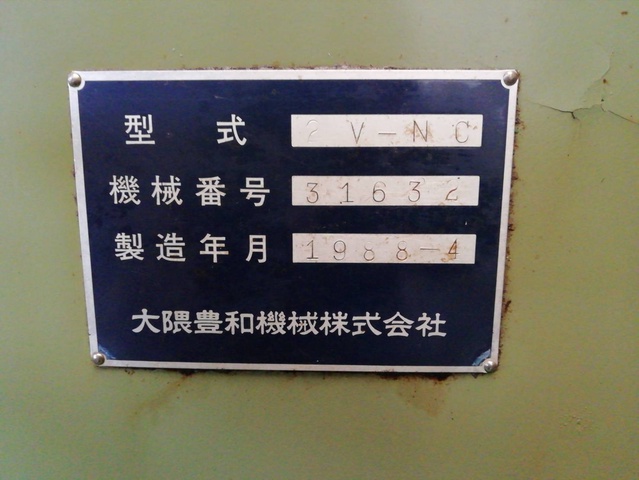 型式 2V-NC
機械番号 31632
製造年月 1988-4
大隈豊和機械株式会社